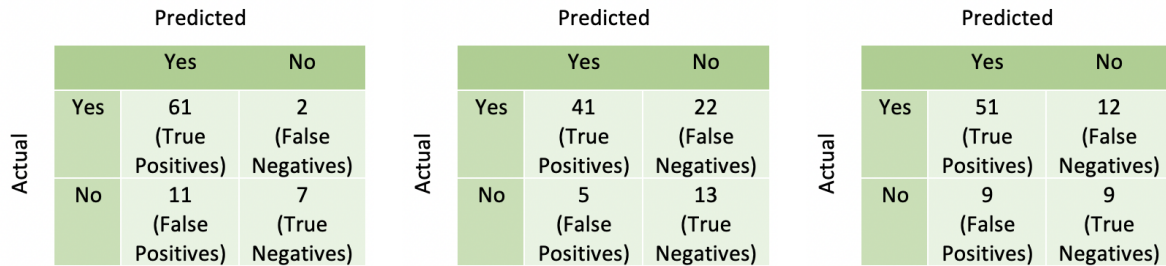 Predicted
Yes No
Actual
Yes 61 2
(True (False
Positives) Negatives)
No 11 7
(False (True
Positives) Negatives)
Predicted
Yes No
Actual
Yes 41 22
(True (False
Positives) Negatives)
No 5 13
(False (True
Positives) Negatives)
Predicted
Yes No
Actual
Yes 51 12
(True (False
Positives) Negatives)
No 9 9
(False (True
Positives) Negatives)